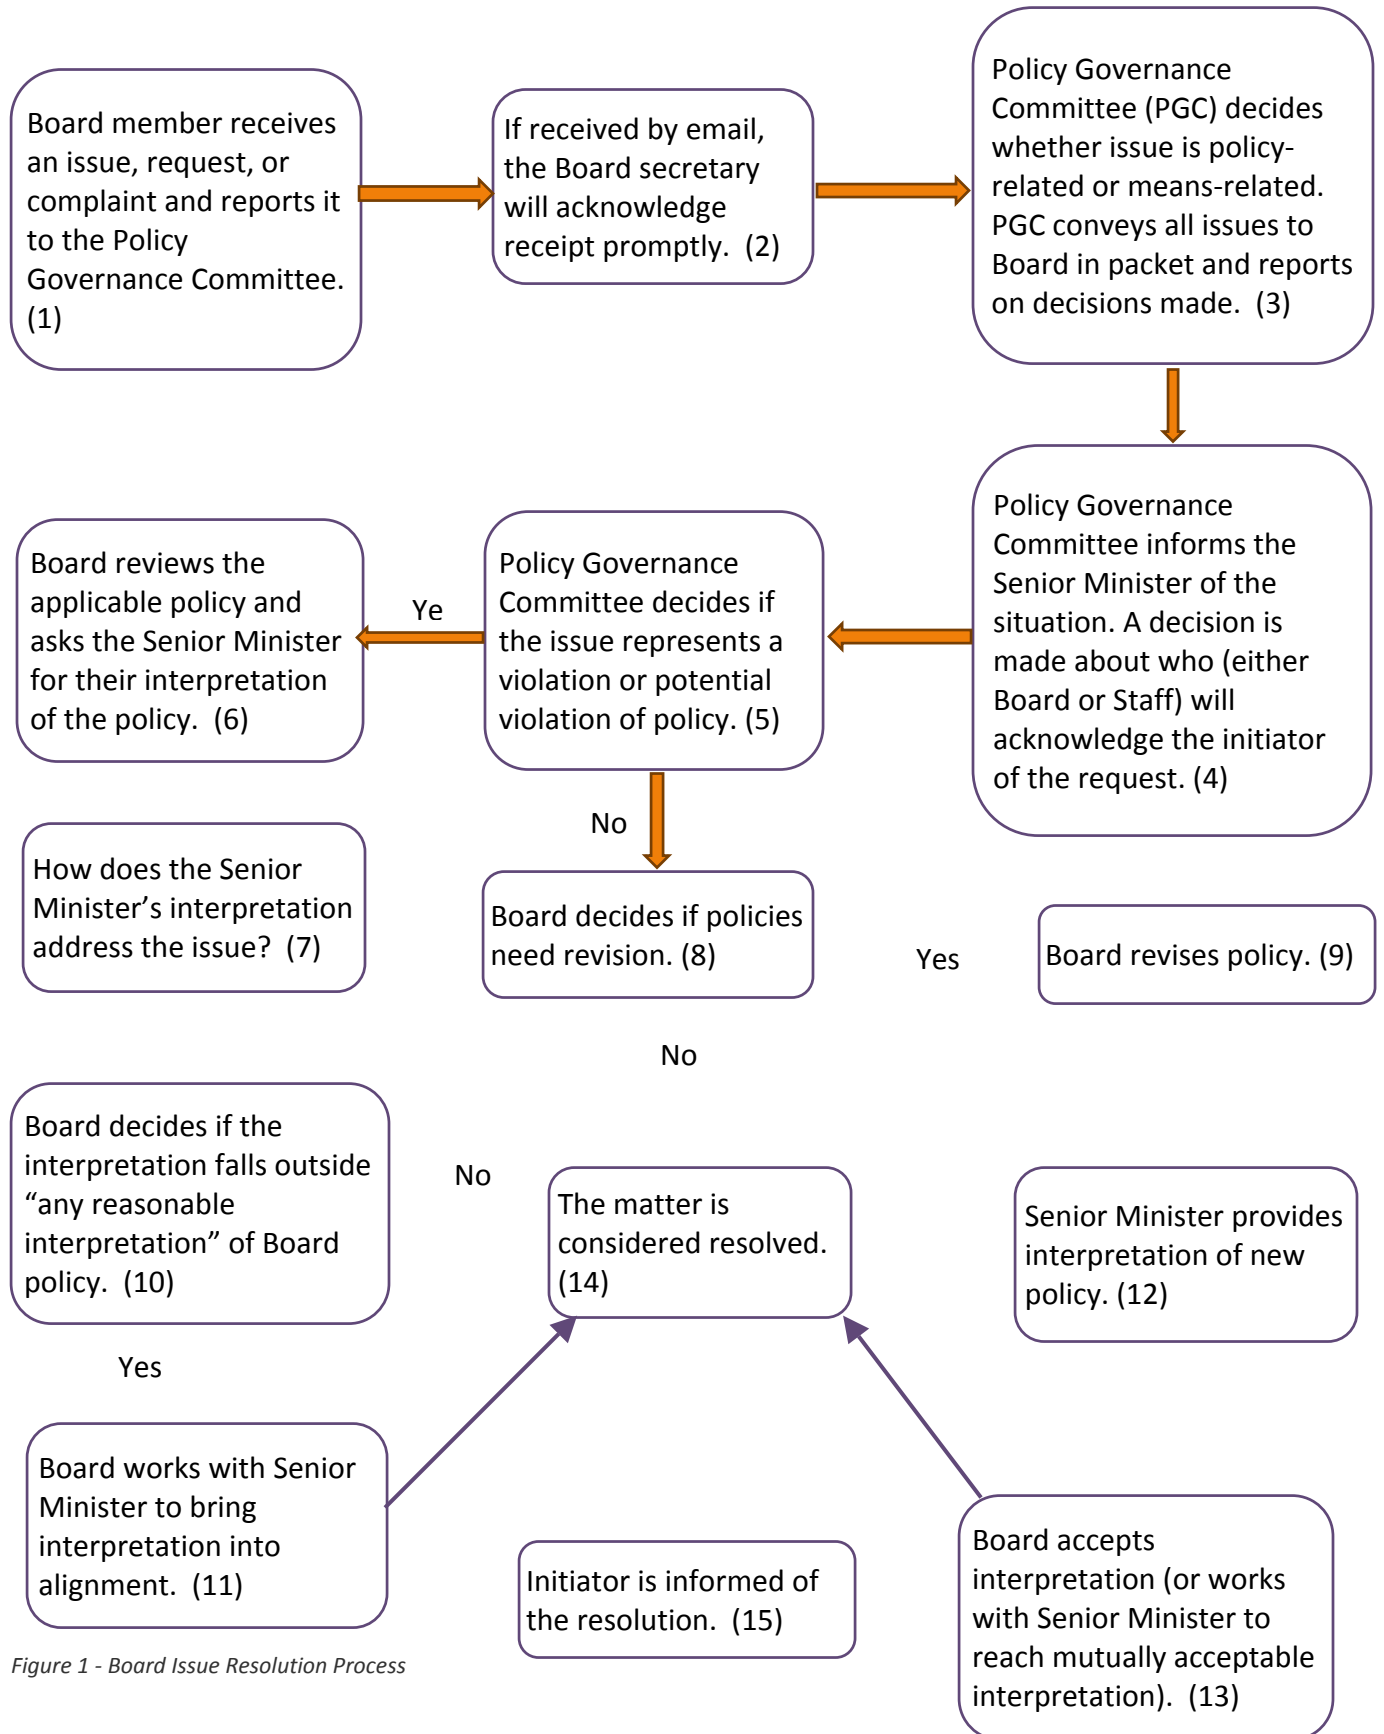 Board member receives
an issue, request, or
complaint and reports it
to the Policy
Governance Committee.
(1)
If received by email,
the Board secretary
will acknowledge
receipt promptly.  (2)
Policy Governance
Committee (PGC) decides
whether issue is policy-
related or means-related.
PGC conveys all issues to
Board in packet and reports
on decisions made.  (3)
Policy Governance
Committee informs the
Senior Minister of the
situation. A decision is
made about who (either
Board or Staff) will
acknowledge the initiator
of the request. (4)
Policy Governance
Committee decides if
the issue represents a
violation or potential
violation of policy. (5)
Ye
Board reviews the
applicable policy and
asks the Senior Minister
for their interpretation
of the policy.  (6)
No
How does the Senior
Minister’s interpretation
address the issue?  (7)
Board decides if policies
need revision. (8)
Yes
Board revises policy. (9)
No
Board decides if the
interpretation falls outside
“any reasonable
interpretation” of Board
policy.  (10)
No
The matter is
considered resolved.
(14)
Senior Minister provides
interpretation of new
policy. (12)
Yes
Board works with Senior
Minister to bring
interpretation into
alignment.  (11)
Initiator is informed of
the resolution.  (15)
Board accepts
interpretation (or works
with Senior Minister to
reach mutually acceptable
interpretation).  (13)
Figure 1 - Board Issue Resolution Process